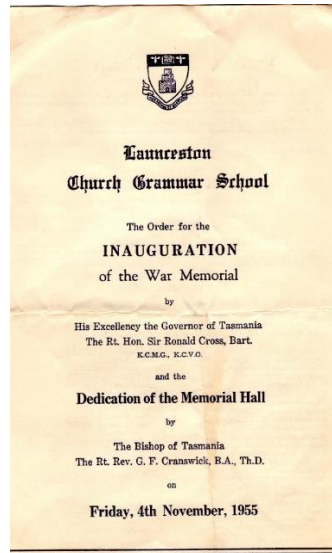 Launceston
Church Grammar School
The Order for the
INAUGURATION
of the War Memorial
by
His Excellency the Governor of Tasmania
The Rt. Hon. Sir Ronald Cross, Bart.
K.C.M.G., K.C.V.O.
and the
Dedication of the Memorial Hall
by
The Bishop of Tasmania
The Rt. Rev. G. F. Cranswick, B.A., Th.D.
on
Friday, 4th November, 1955